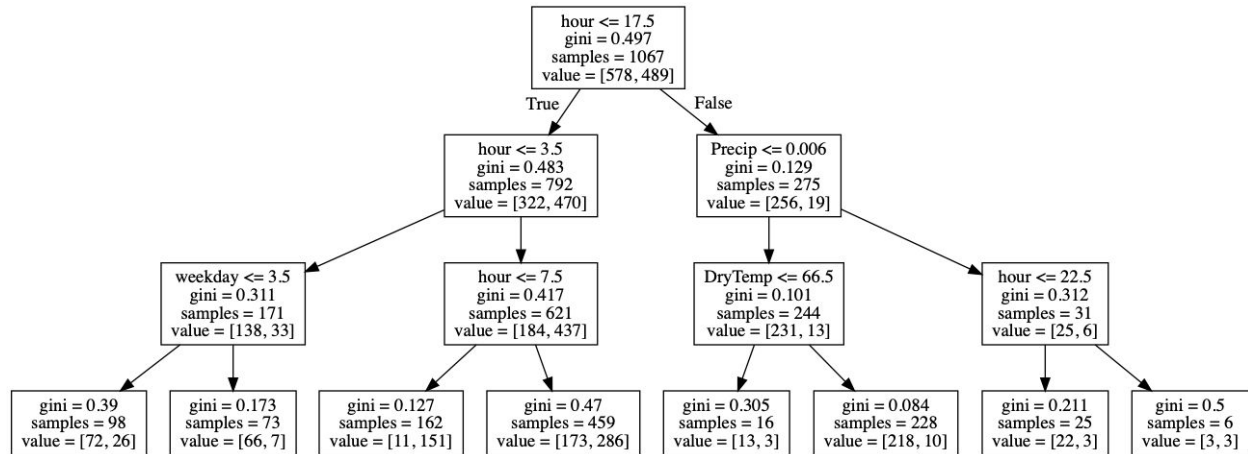 hour <= 17.5
gini = 0.497
samples = 1067
value = [578, 489]
True
False
hour <= 3.5
gini = 0.483
samples = 792
value = [322, 470]
Precip <= 0.006
gini = 0.129
samples = 275
value = [256, 19]
weekday <= 3.5
gini = 0.311
samples = 171
value = [138, 33]
hour <= 7.5
gini = 0.417
samples = 621
value = [184, 437]
DryTemp <= 66.5
gini = 0.101
samples = 244
value = [231, 13]
hour <= 22.5
gini = 0.312
samples = 31
value = [25, 6]
gini = 0.39
samples = 98
value = [72, 26]
gini = 0.173
samples = 73
value = [66, 7]
gini = 0.127
samples = 162
value = [11, 151]
gini = 0.47
samples = 459
value = [173, 286]
gini = 0.305
samples = 16
value = [13, 3]
gini = 0.084
samples = 228
value = [218, 10]
gini = 0.211
samples = 25
value = [22, 3]
gini = 0.5
samples = 6
value = [3, 3]